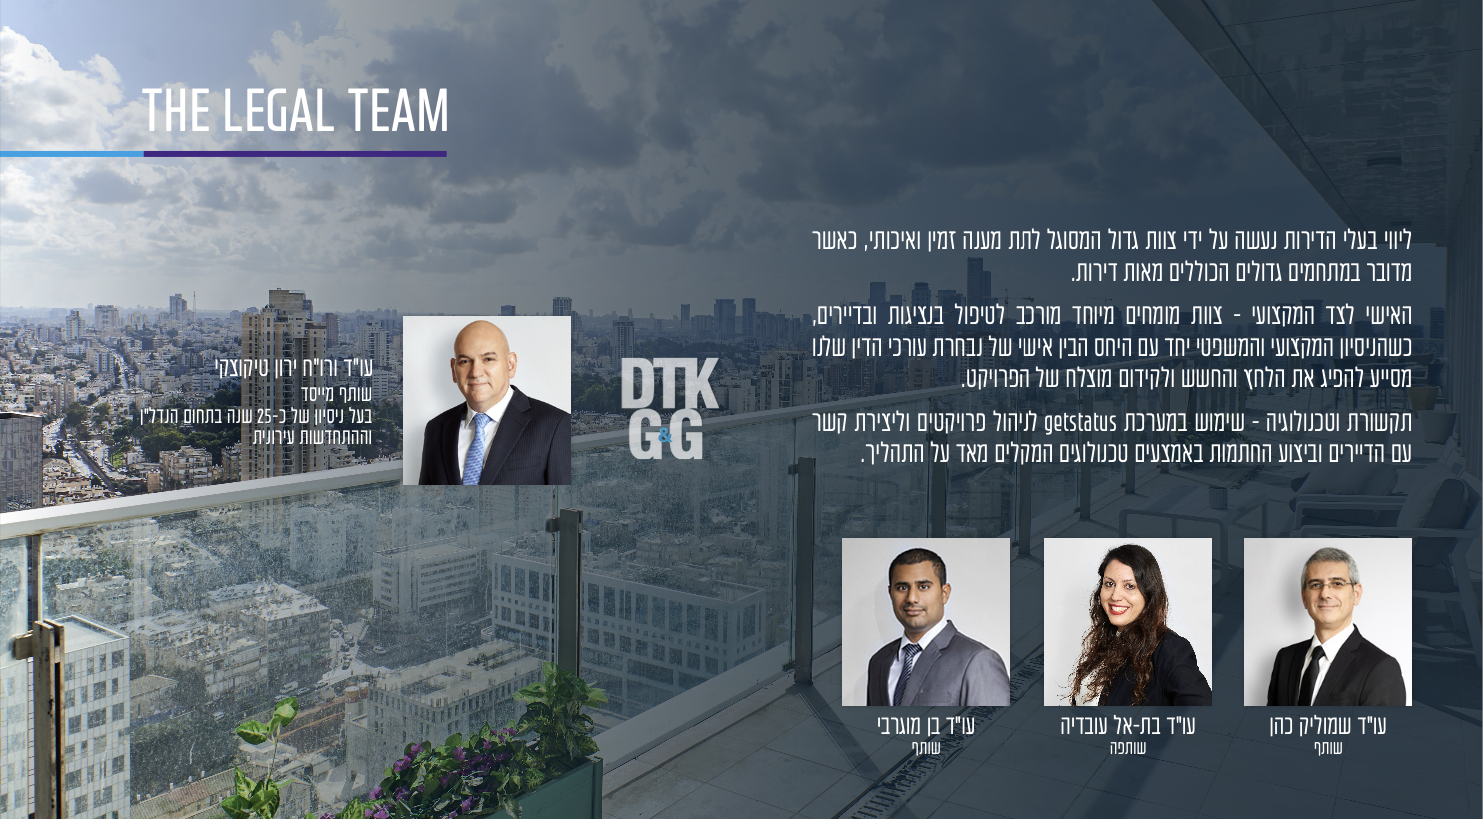 THE LEGAL TEAM
ליווי בעלי הדירות נעשה על ידי צוות גדול המסוגל לתת מענה זמין ואיכותי, כאשר
מדובר במתחמים גדולים הכוללים מאות דירות.
האישי לצד המקצועי - צוות מומחים מיוחד מורכב לטיפול בנציגות ובדיירים,
כשהניסיון המקצועי והמשפטי יחד עם היחס הבין אישי של נבחרת עורכי הדין שלנו
מסייע להפיג את הלחץ והחשש ולקידום מוצלח של הפרויקט.
תקשורת וטכנולוגיה - שימוש במערכת getstatus לניהול פרויקטים וליצירת קשר
עם הדיירים וביצוע החתמות באמצעים טכנולוגים המקלים מאד על התהליך.
DTK
G&G
עו"ד ורו"ח ירון טיקוצקי
שותף מייסד
בעל ניסיון של כ-25 שנה בתחום הנדל"ן
וההתחדשות עירונית
עו"ד שמוליק כהן
שותף
עו"ד בת-אל עובדיה
שותפה
עו"ד בן מוגרבי
שותף